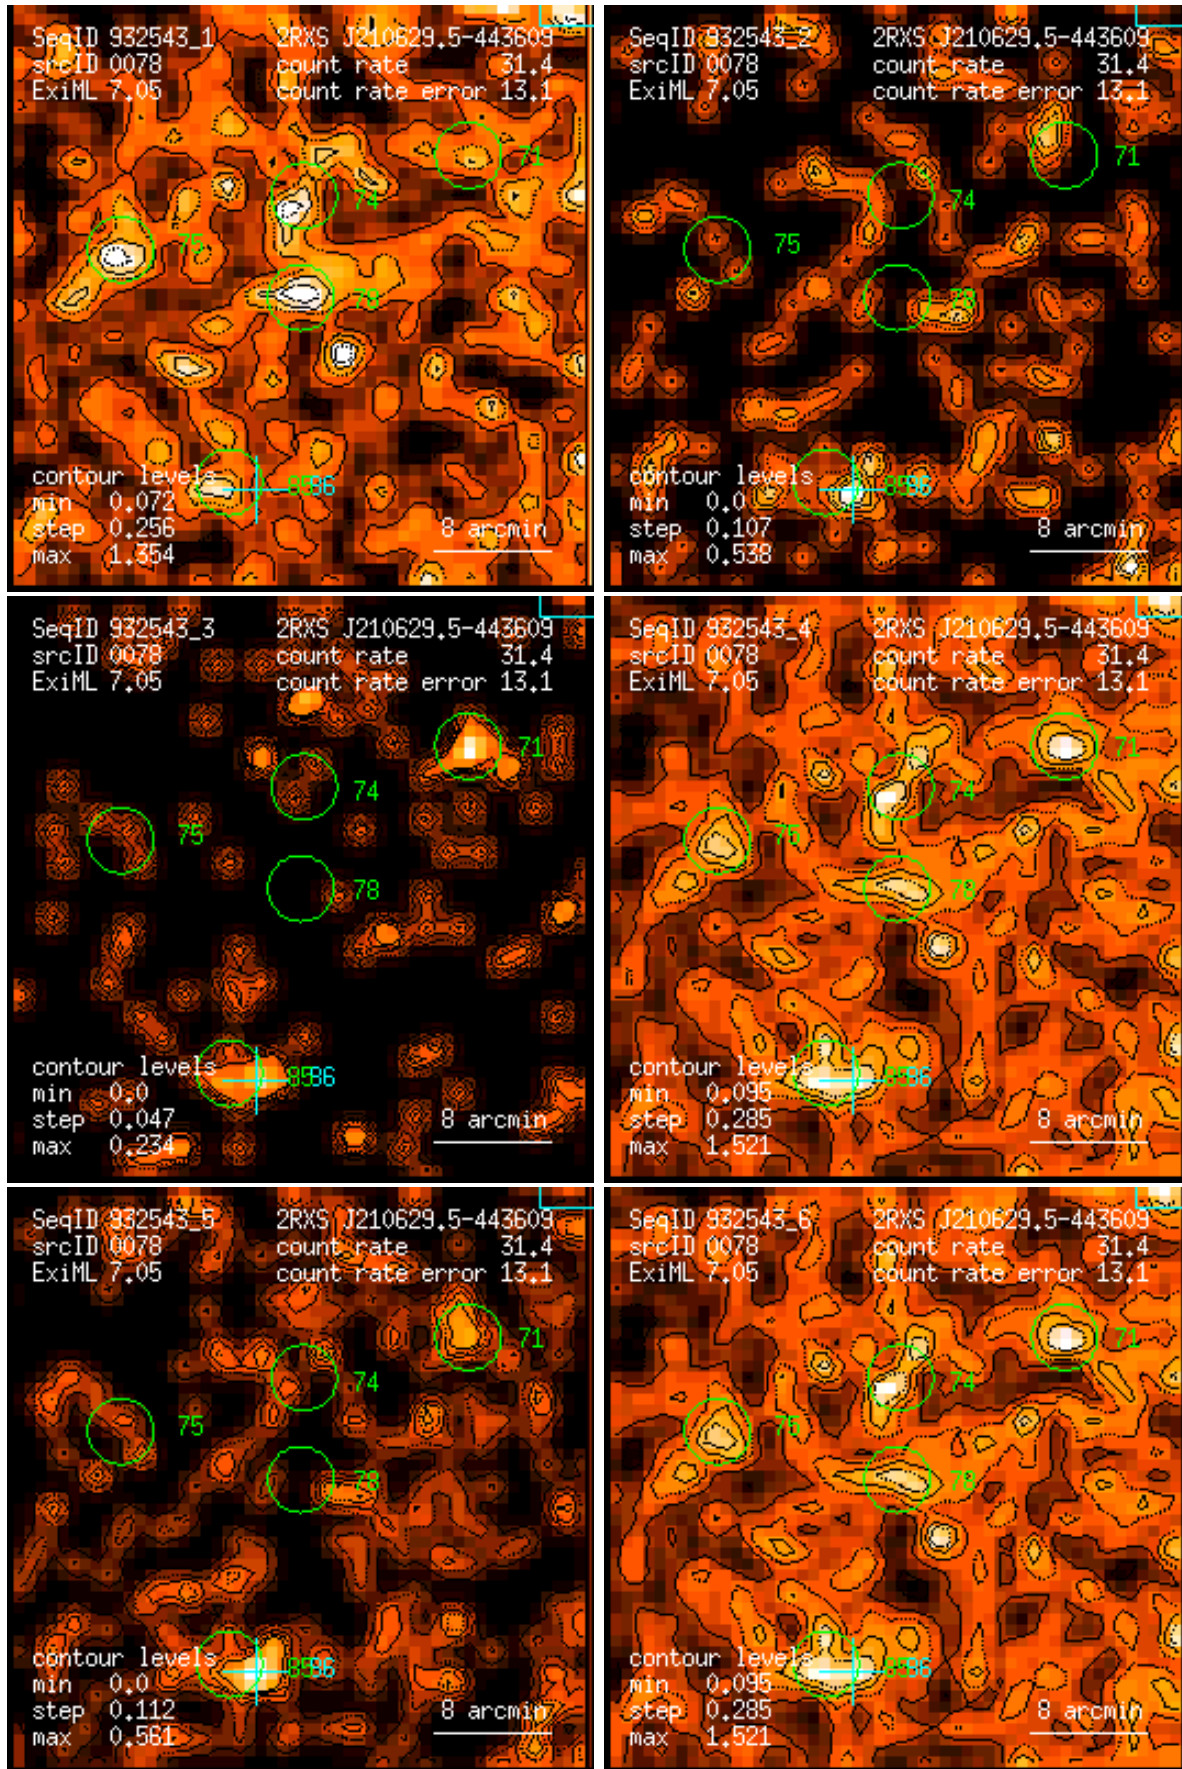 SeqID 932543_1 2RXS J210629.5-443609
srcID 0078 count rate 31.4
ExiML 7.05 count rate error 13.1
71
74
75
78
contour levels
8586
min 0.072
step 0.256 8 arcmin
max 1.354
SeqID 932543_2 2RXS J210629.5-443609
srcID 0078 count rate 31.4
ExiML 7.05 count rate error 13.1
71
74
75
78
contour levels
8586
min 0.0
step 0.107 8 arcmin
max 0.538
SeqID 932543_3 2RXS J210629.5-443609
srcID 0078 count rate 31.4
ExiML 7.05 count rate error 13.1
71
74
75
78
contour levels
8586
min 0.0
step 0.047 8 arcmin
max 0.234
SeqID 932543_4 2RXS J210629.5-443609
srcID 0078 count rate 31.4
ExiML 7.05 count rate error 13.1
71
74
75
78
contour levels
8586
min 0.095
step 0.285 8 arcmin
max 1.521
SeqID 932543_5 2RXS J210629.5-443609
srcID 0078 count rate 31.4
ExiML 7.05 count rate error 13.1
71
74
75
78
contour levels
8586
min 0.0
step 0.112 8 arcmin
max 0.561
SeqID 932543_6 2RXS J210629.5-443609
srcID 0078 count rate 31.4
ExiML 7.05 count rate error 13.1
71
74
75
78
contour levels
8586
min 0.095
step 0.285 8 arcmin
max 1.521